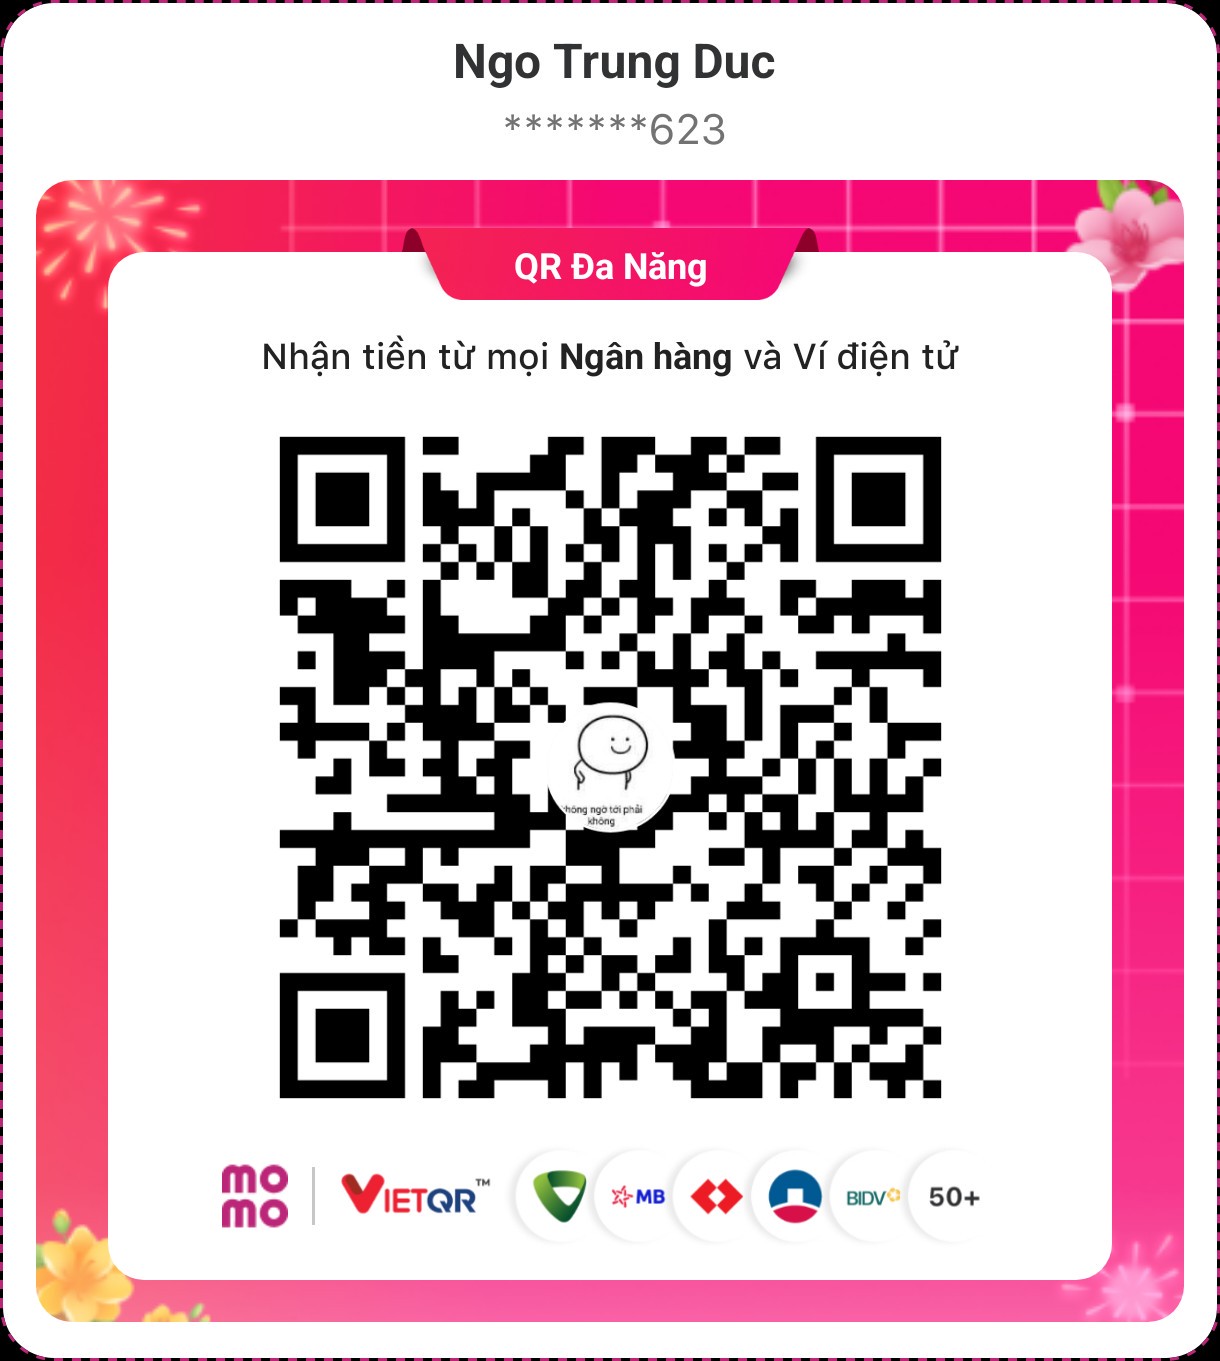 Ngo Trung Duc
*******623
QR Đa Năng
Nhận tiền từ mọi Ngân hàng và Ví điện tử
không ngờ tới phải
không
mo
mo
VIETQR™
MB
BIDV
50+